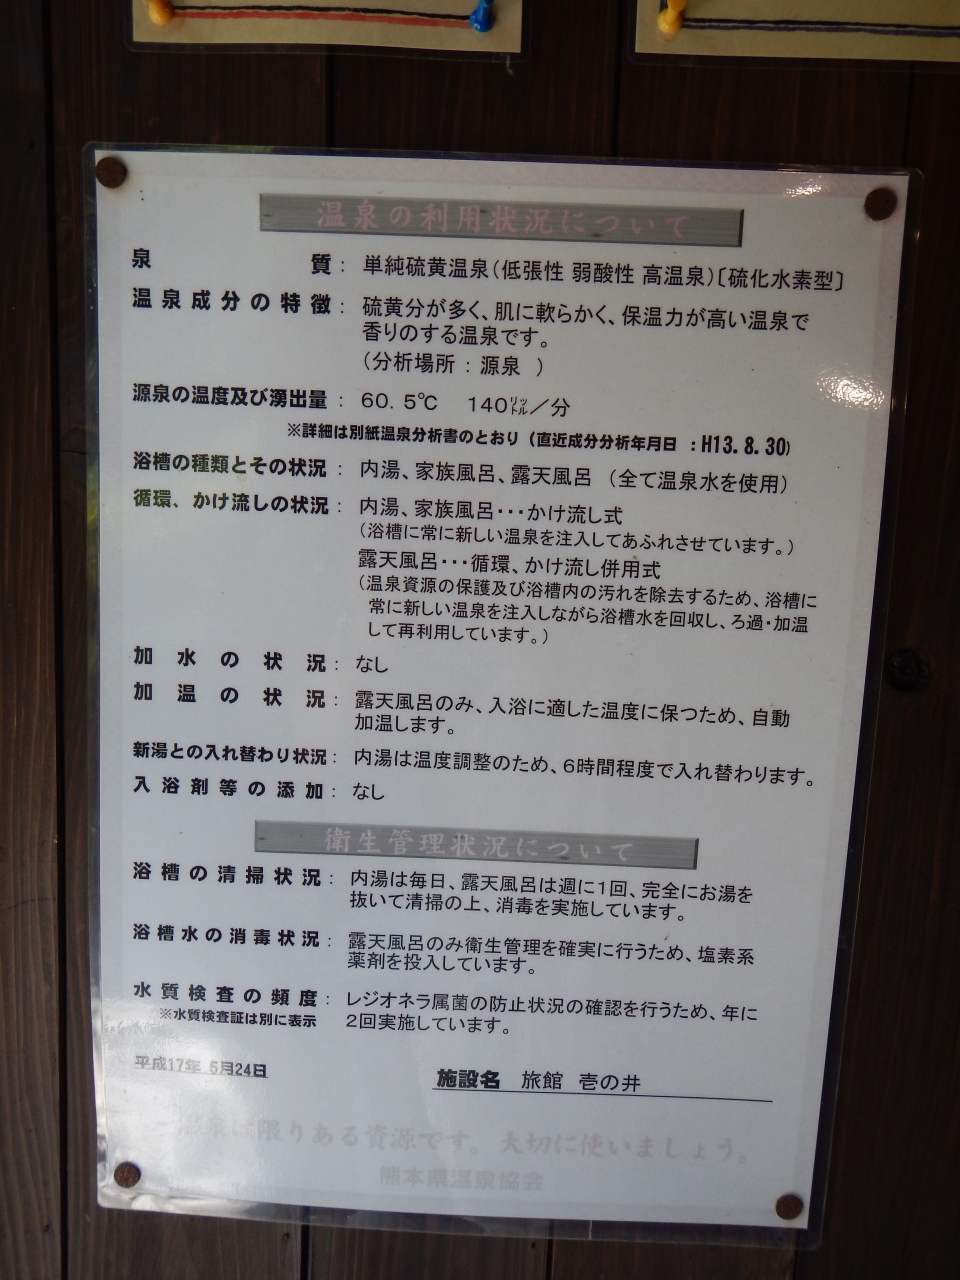 温泉の利用状況について
泉質：単純硫黄温泉（低張性 弱酸性 高温泉）〔硫化水素型〕
温泉成分の特徴：硫黄分が多く、肌に軟らかく、保温力が高い温泉で
香りのする温泉です。
（分析場所：源泉 ）
源泉の温度及び湧出量：60.5℃ 140㍑／分
※詳細は別紙温泉分析書のとおり（直近成分分析年月日 ：H13.8.30）
浴槽の種類とその状況：内湯、家族風呂、露天風呂 （全て温泉水を使用）
循環、かけ流しの状況：内湯、家族風呂･･･かけ流し式
（浴槽に常に新しい温泉を注入してあふれさせています。）
露天風呂･･･循環、かけ流し併用式
（温泉資源の保護及び浴槽内の汚れを除去するため、浴槽に
常に新しい温泉を注入しながら浴槽水を回収し、ろ過・加温
して再利用しています。）
加水の状況：なし
加温の状況：露天風呂のみ、入浴に適した温度に保つため、自動
加温します。
新湯との入れ替わり状況：内湯は温度調整のため、6時間程度で入れ替わります。
入浴剤等の添加：なし
衛生管理状況について
浴槽の清掃状況：内湯は毎日、露天風呂は週に1回、完全にお湯を
抜いて清掃の上、消毒を実施しています。
浴槽水の消毒状況：露天風呂のみ衛生管理を確実に行うため、塩素系
薬剤を投入しています。
水質検査の頻度：レジオネラ属菌の防止状況の確認を行うため、年に
※水質検査証は別に表示 2回実施しています。
平成17年 5月24日
施設名 旅館 壱の井
温泉は限りある資源です。大切に使いましょう。
熊本県温泉協会